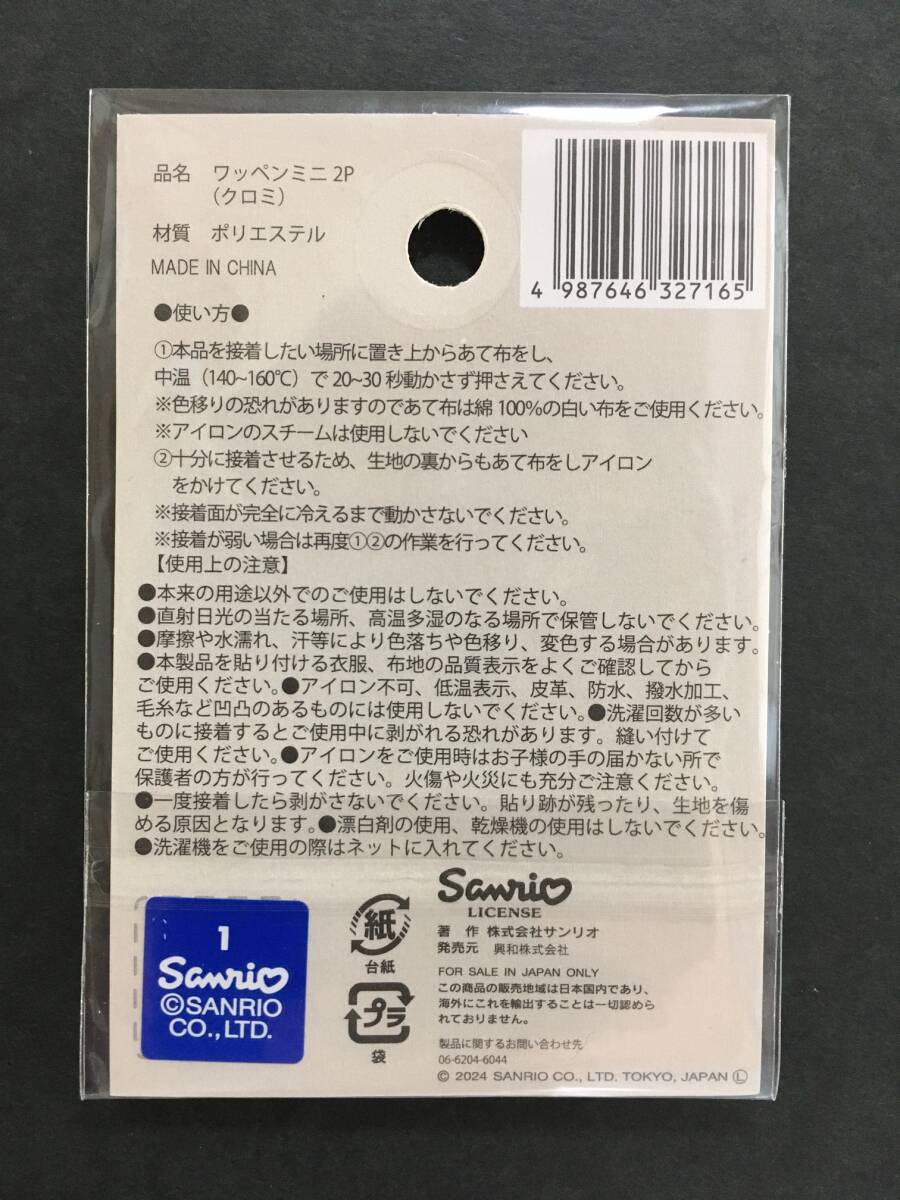 品名 ワッペンミニ 2P
（クロミ）
材質 ポリエステル
MADE IN CHINA
4 987646 327165
●使い方●
①本品を接着したい場所に置き上からあて布をし、
中温（140~160℃）で 20~30 秒動かさず押さえてください。
※色移りの恐れがありますのであて布は綿 100%の白い布をご使用ください。
※アイロンのスチームは使用しないでください
②十分に接着させるため、生地の裏からもあて布をしアイロン
をかけてください。
※接着面が完全に冷えるまで動かさないでください。
※接着が弱い場合は再度①②の作業を行ってください。
【使用上の注意】
●本来の用途以外でのご使用はしないでください。
●直射日光の当たる場所、高温多湿のなる場所で保管しないでください。
●摩擦や水濡れ、汗等により色落ちや色移り、変色する場合があります。
●本製品を貼り付ける衣服、布地の品質表示をよくご確認してから
ご使用ください。●アイロン不可、低温表示、皮革、防水、撥水加工、
毛糸など凹凸のあるものには使用しないでください。●洗濯回数が多い
ものに接着するとご使用中に剥がれる恐れがあります。縫い付けて
ご使用ください。●アイロンをご使用時はお子様の手の届かない所で
保護者の方が行ってください。火傷や火災にも充分ご注意ください。
●一度接着したら剥がさないでください。貼り跡が残ったり、生地を傷
める原因となります。●漂白剤の使用、乾燥機の使用はしないでください。
●洗濯機をご使用の際はネットに入れてください。
1
Sanrio
©SANRIO
CO.,LTD.
紙
台紙
プラ
袋
Sanrio
LICENSE
著 作 株式会社サンリオ
発売元 興和株式会社
FOR SALE IN JAPAN ONLY
この商品の販売地域は日本国内であり、
海外にこれを輸出することは一切認めら
れておりません。
製品に関するお問い合わせ先
06-6204-6044
© 2024 SANRIO CO., LTD. TOKYO, JAPAN Ⓛ